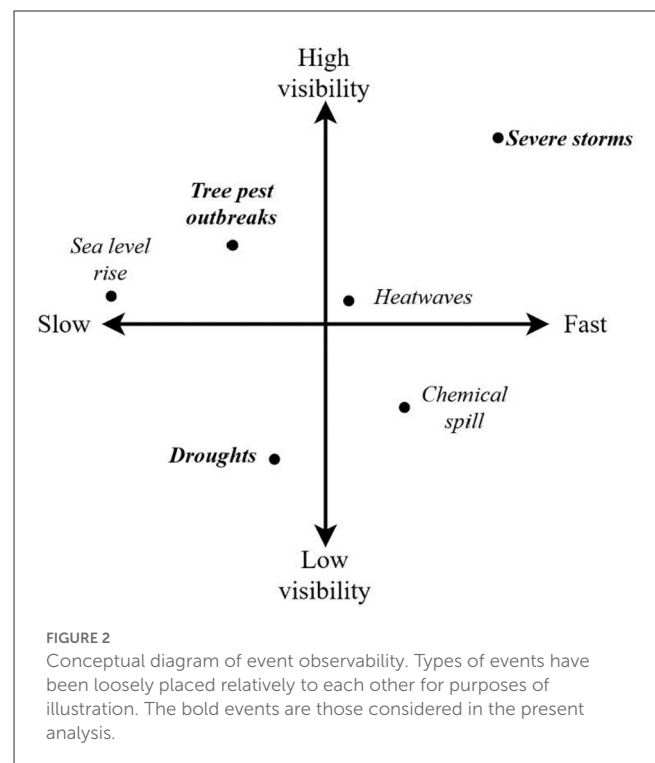 High
visibility
Severe storms
Tree pest
outbreaks
Sea level
rise
Heatwaves
Slow
Fast
Chemical
spill
Droughts
Low
visibility
FIGURE 2
Conceptual diagram of event observability. Types of events have
been loosely placed relatively to each other for purposes of
illustration. The bold events are those considered in the present
analysis.